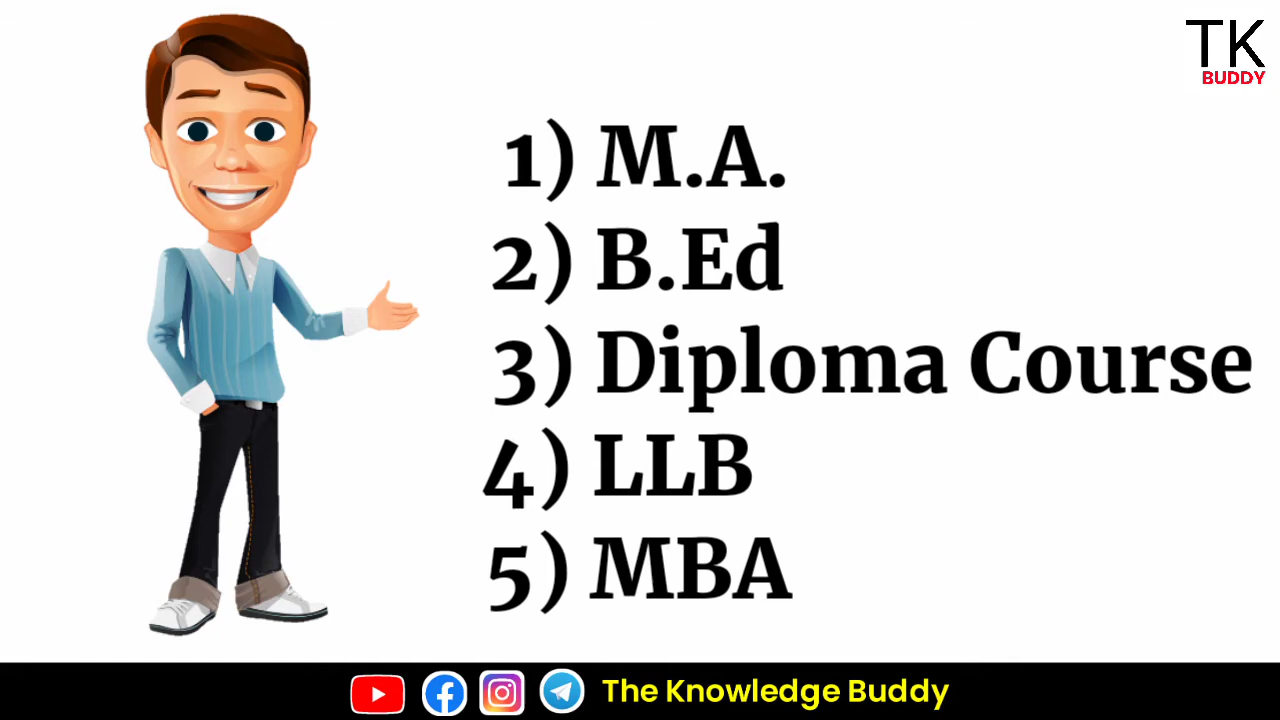 TK
BUDDY
1) M.A.
2) B.Ed
3) Diploma Course
4) LLB
5) MBA
The Knowledge Buddy